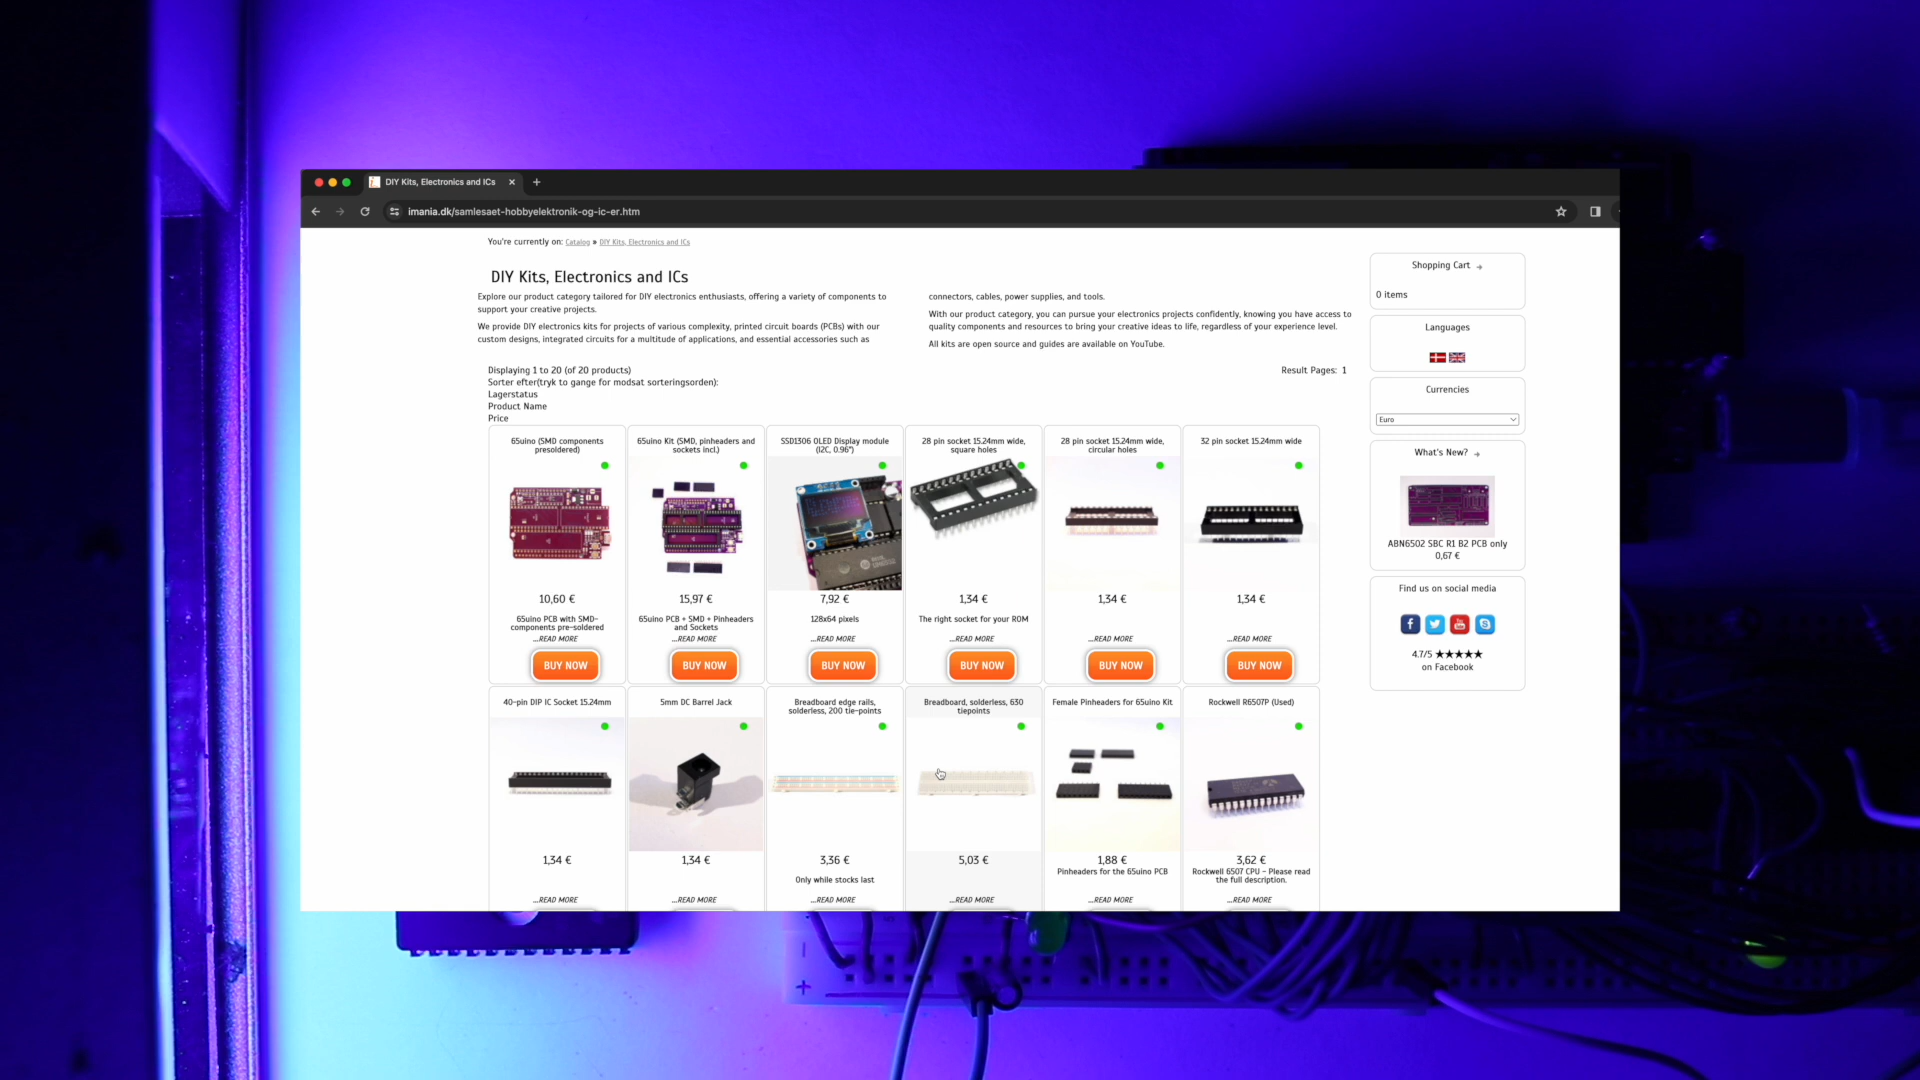 DIY Kits, Electronics and ICs
imania.dk/samlesaet-hobbyelektronik-og-ic-er.htm
You're currently on: Catalog » DIY Kits, Electronics and ICs
DIY Kits, Electronics and ICs
Explore our product category tailored for DIY electronics enthusiasts, offering a variety of components to
support your creative projects.
We provide DIY electronics kits for projects of various complexity, printed circuit boards (PCBs) with our
custom designs, integrated circuits for a multitude of applications, and essential accessories such as
connectors, cables, power supplies, and tools.
With our product category, you can pursue your electronics projects confidently, knowing you have access to
quality components and resources to bring your creative ideas to life, regardless of your experience level.
All kits are open source and guides are available on YouTube.
Displaying 1 to 20 (of 20 products)
Result Pages: 1
Sorter efter(tryk to gange for modsat sorteringsorden):
Lagerstatus
Product Name
Price
65uino (SMD components
presoldered)
10,60 €
65uino PCB with SMD-
components pre-soldered
...READ MORE
BUY NOW
65uino Kit (SMD, pinheaders and
sockets incl.)
15,97 €
65uino PCB + SMD + Pinheaders
and Sockets
...READ MORE
BUY NOW
SSD1306 OLED Display module
(I2C, 0.96")
7,92 €
128x64 pixels
...READ MORE
BUY NOW
28 pin socket 15.24mm wide,
square holes
1,34 €
The right socket for your ROM
...READ MORE
BUY NOW
28 pin socket 15.24mm wide,
circular holes
1,34 €
...READ MORE
BUY NOW
32 pin socket 15.24mm wide
1,34 €
...READ MORE
BUY NOW
40-pin DIP IC Socket 15.24mm
1,34 €
...READ MORE
5mm DC Barrel Jack
1,34 €
...READ MORE
Breadboard edge rails,
solderless, 200 tie-points
3,36 €
Only while stocks last
...READ MORE
Breadboard, solderless, 630
tiepoints
5,03 €
...READ MORE
Female Pinheaders for 65uino Kit
1,88 €
Pinheaders for the 65uino PCB
...READ MORE
Rockwell R6507P (Used)
3,62 €
Rockwell 6507 CPU - Please read
the full description.
...READ MORE
Shopping Cart
0 items
Languages
Currencies
Euro
What's New?
ABN6502 SBC R1 B2 PCB only
0,67 €
Find us on social media
4.7/5 ★★★★★
on Facebook